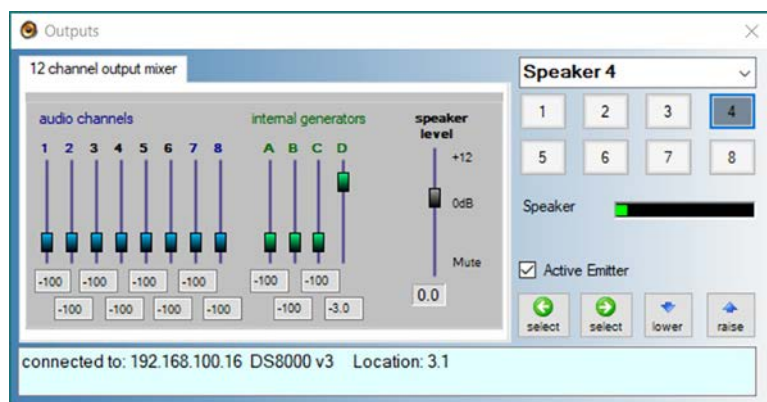 Outputs
12 channel output mixer
audio channels
internal generators
speaker level
1 2 3 4 5 6 7 8
A B C D
+12
0dB
Mute
-100 -100 -100 -100
-100 -100 -100 -100
-100 -100
-100 -3.0
0.0
Speaker 4
1 2 3 4
5 6 7 8
Speaker
Active Emitter
select select lower raise
connected to: 192.168.100.16 DS8000 v3 Location: 3.1